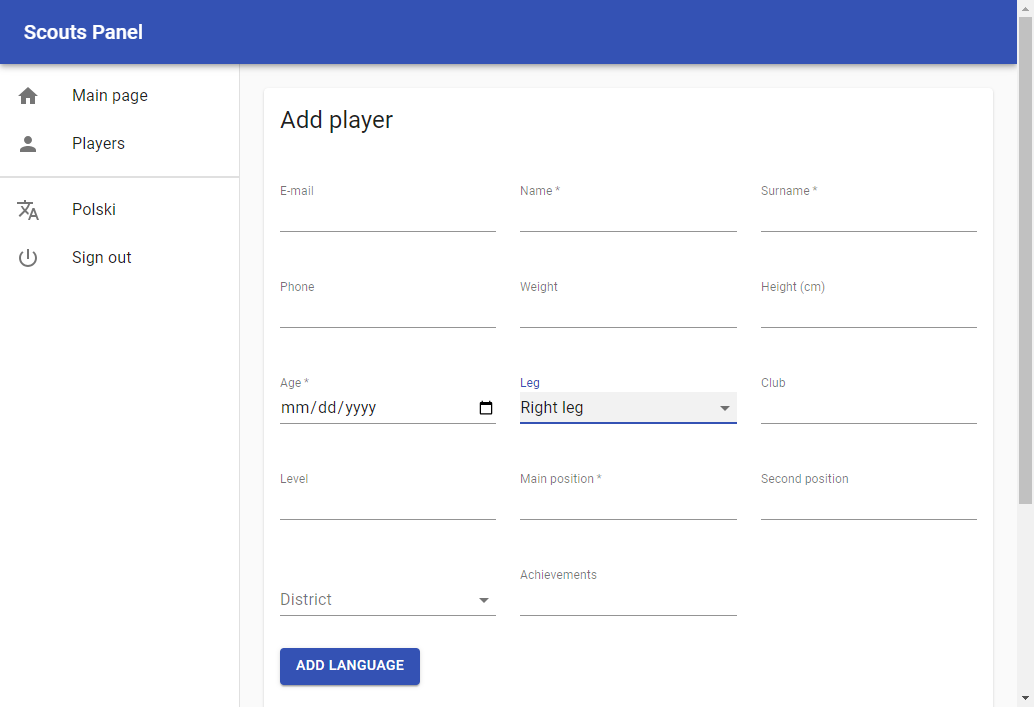 Scouts Panel
Main page
Players
Polski
Sign out
Add player
E-mail
Name *
Surname *
Phone
Weight
Height (cm)
Age *
mm/dd/yyyy
Leg
Right leg
Club
Level
Main position *
Second position
District
Achievements
ADD LANGUAGE